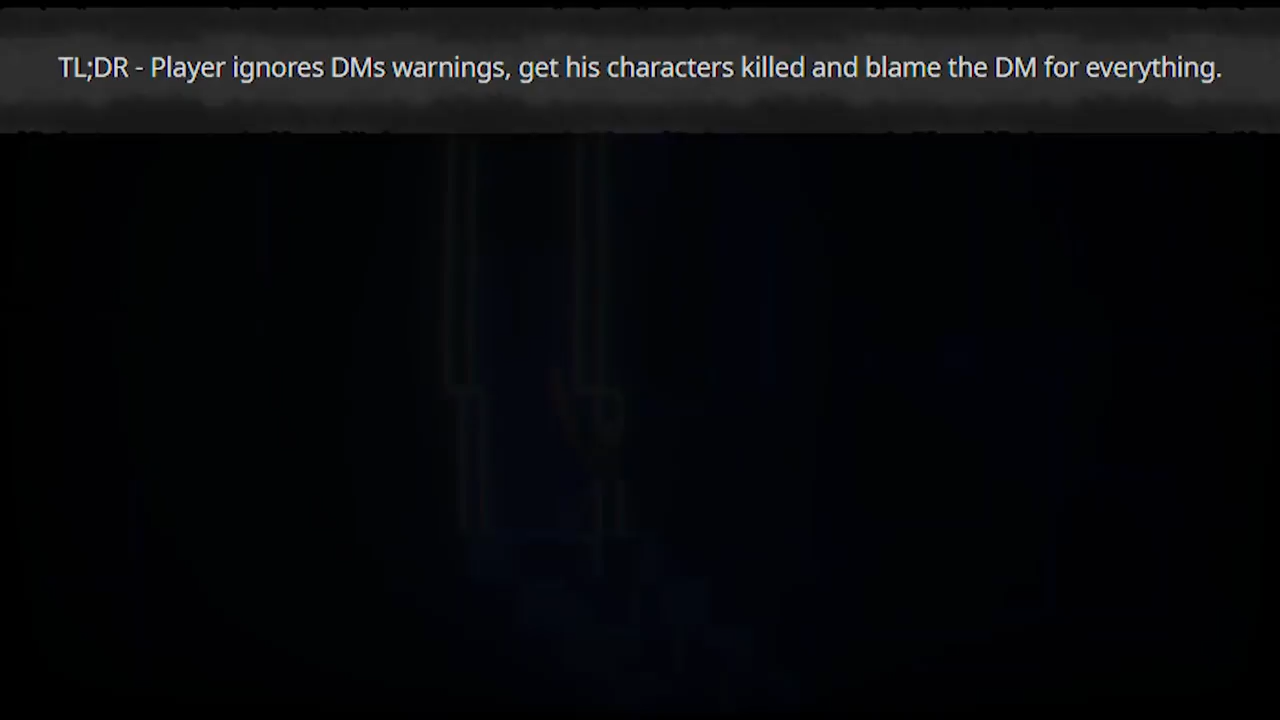 TL;DR - Player ignores DMs warnings, get his characters killed and blame the DM for everything.